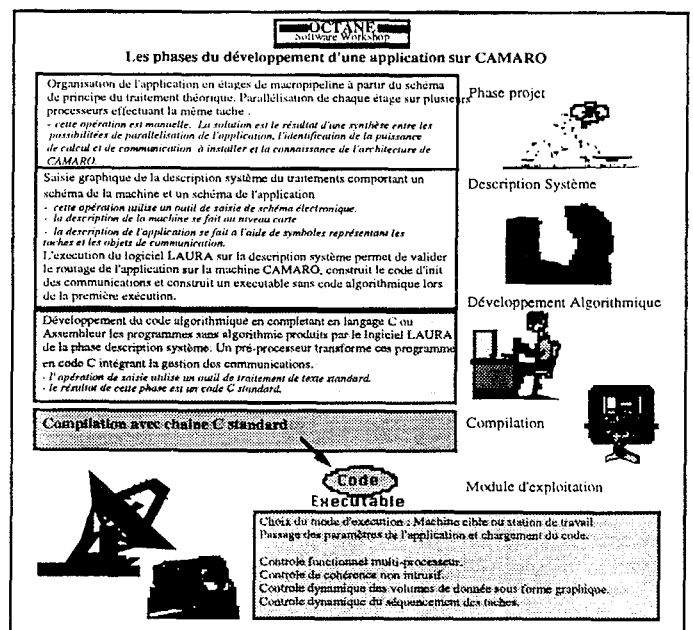 OCTANE
Software Workshop
Les phases du développement d'une application sur CAMARO
Organisation de l'application en étages de macropipeline à partir du schéma
de principe du traitement théorique. Parallélisation de chaque étage sur plusieurs
processeurs effectuant la même tache .
- cette opération est manuelle. La solution est le résultat d'une synthèse entre les
possibilitées de parallelisation de l'application, l'identification de la puissance
de calcul et de communication à installer et la connaissance de l'architecture de
CAMARO.
Phase projet
Saisie graphique de la description système du traitements comportant un
schéma de la machine et un schéma de l'application
- cette opération utilise un outil de saisie de schéma électronique.
- la description de la machine se fait au niveau carte
- la description de l'application se fait a l'aide de symboles représentant les
taches et les objets de communication.
L'execution du logiciel LAURA sur la description système permet de valider
le routage de l'application sur la machine CAMARO, construit le code d'init
des communications et construit un executable sans code algorithmique lors
de la première exécution.
Description Système
Développement du code algorithmique en completant en langage C ou
Assembleur les programmes sans algorithmie produits par le logiciel LAURA
de la phase description système. Un pré-processeur transforme ces programme
en code C intégrant la gestion des communications.
- l'opération de saisie utilise un outil de traitement de texte standard.
- le résultat de cette phase est un code C standard.
Développement Algorithmique
Compilation avec chaine C standard
Compilation
Code
Executable
Module d'exploitation
Choix du mode d'execution : Machine cible ou station de travail
Passage des paramètres de l'application et chargement du code.
Controle fonctionnel multi-processeur.
Controle de cohérence non intrusif.
Controle dynamique des volumes de donnée sous forme graphique.
Controle dynamique du séquencement des taches.